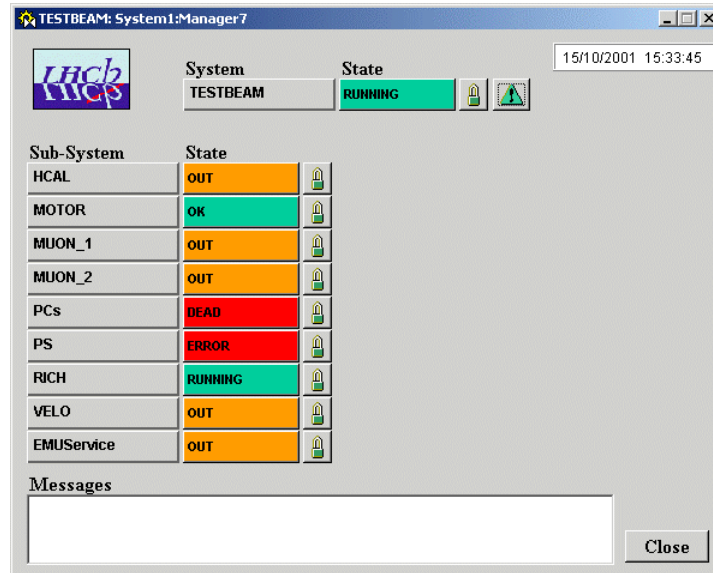 TESTBEAM: System1:Manager7
15/10/2001 15:33:45
LHCb
System State
TESTBEAM RUNNING
Sub-System State
HCAL OUT
MOTOR OK
MUON_1 OUT
MUON_2 OUT
PCs DEAD
PS ERROR
RICH RUNNING
VELO OUT
EMUService OUT
Messages
Close